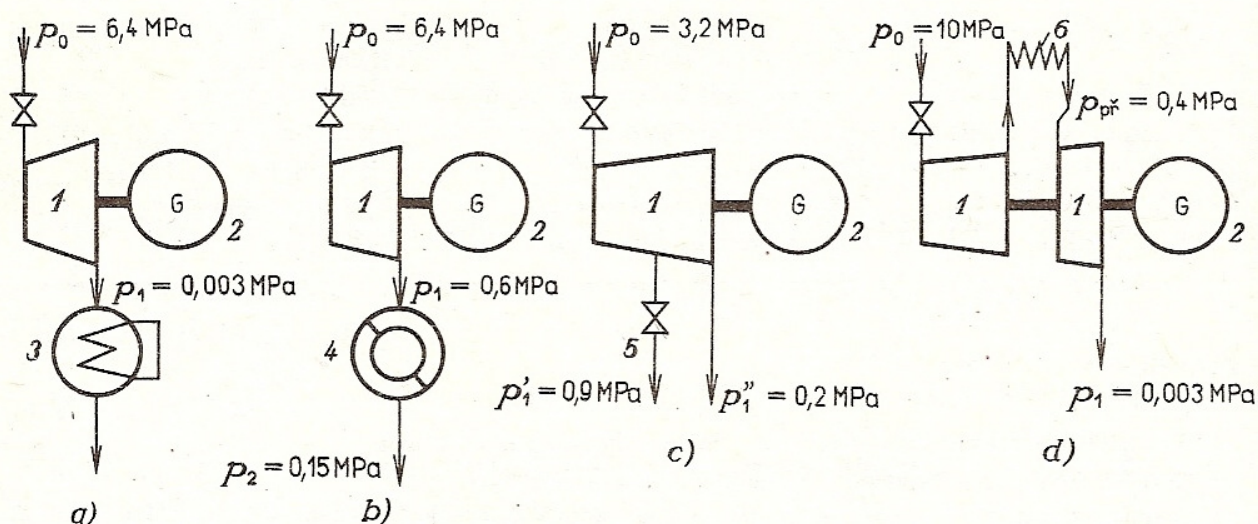 p₀ = 6,4 MPa
1
G
2
p₁ = 0,003 MPa
3
a)
p₀ = 6,4 MPa
1
G
2
p₁ = 0,6 MPa
4
p₂ = 0,15 MPa
b)
p₀ = 3,2 MPa
1
G
2
5
p₁' = 0,9 MPa
p₁" = 0,2 MPa
c)
p₀ = 10 MPa
6
pₚř = 0,4 MPa
1
1
G
2
p₁ = 0,003 MPa
d)